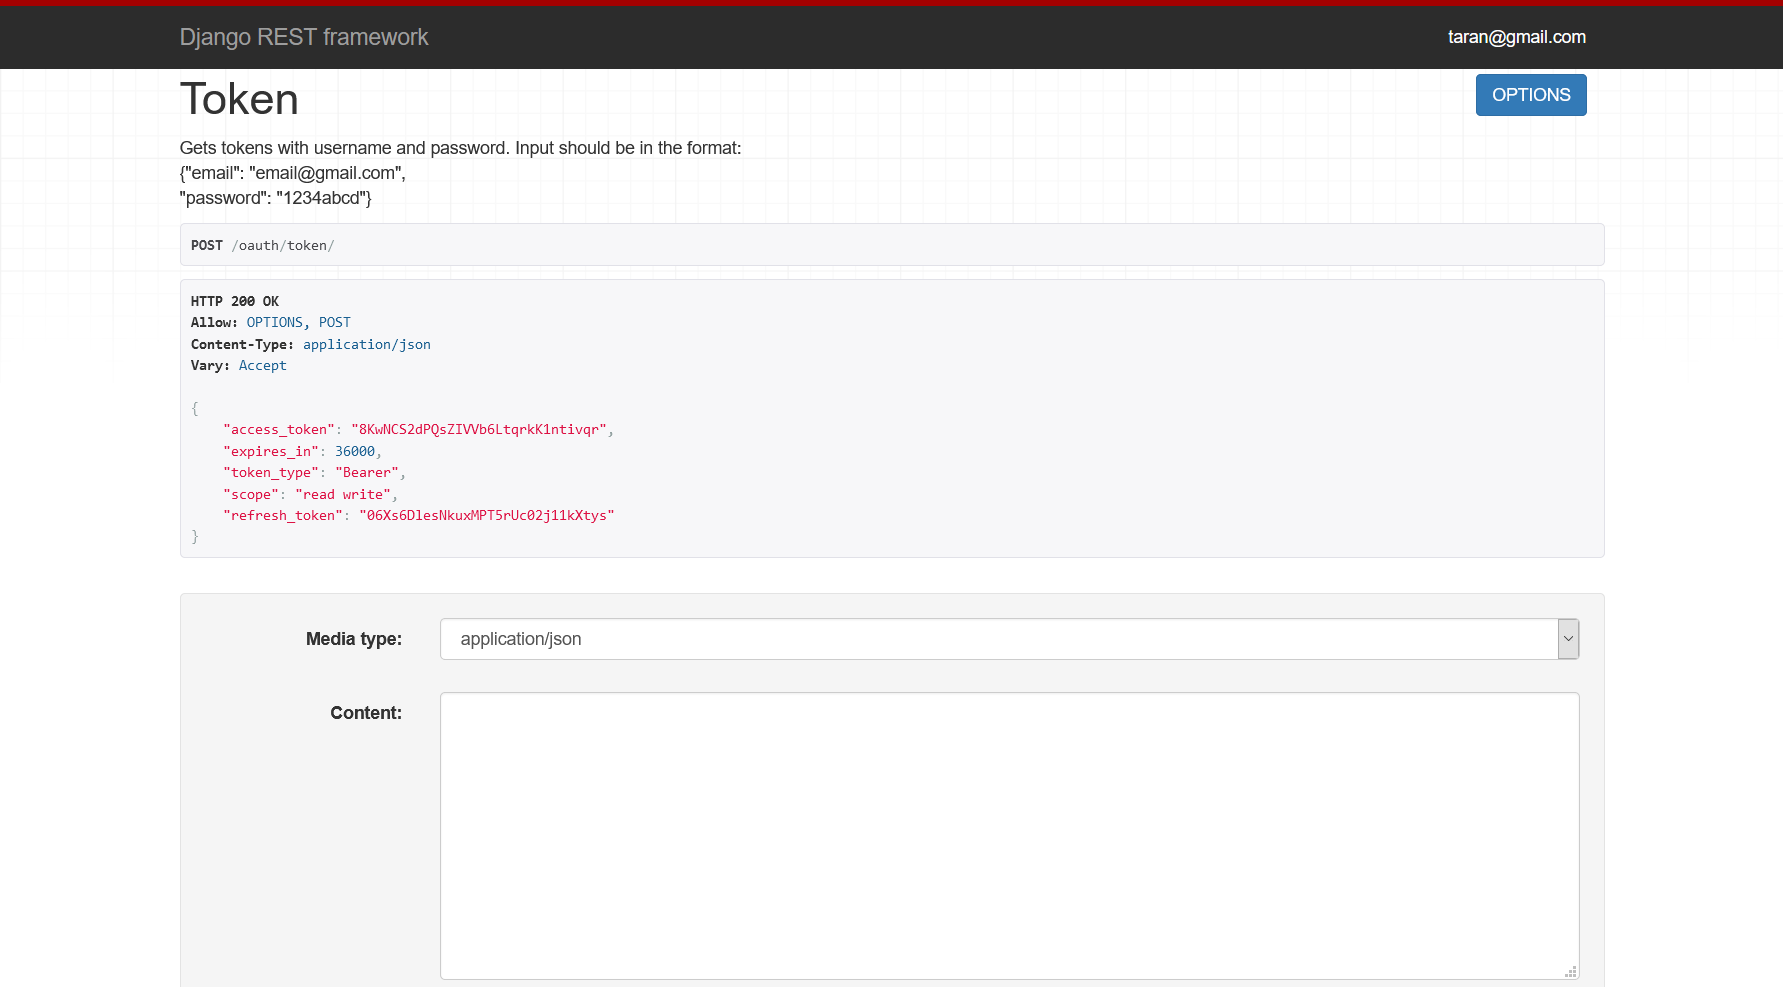 Django REST framework
taran@gmail.com
Token
OPTIONS
Gets tokens with username and password. Input should be in the format:
{"email": "email@gmail.com",
"password": "1234abcd"}
POST /oauth/token/
HTTP 200 OK
Allow: OPTIONS, POST
Content-Type: application/json
Vary: Accept
{
"access_token": "8KwNCS2dPQsZIVVb6LtqrkK1ntivqr",
"expires_in": 36000,
"token_type": "Bearer",
"scope": "read write",
"refresh_token": "06Xs6DlesNkuxMPT5rUc02j11kXtys"
}
Media type:
application/json
Content: